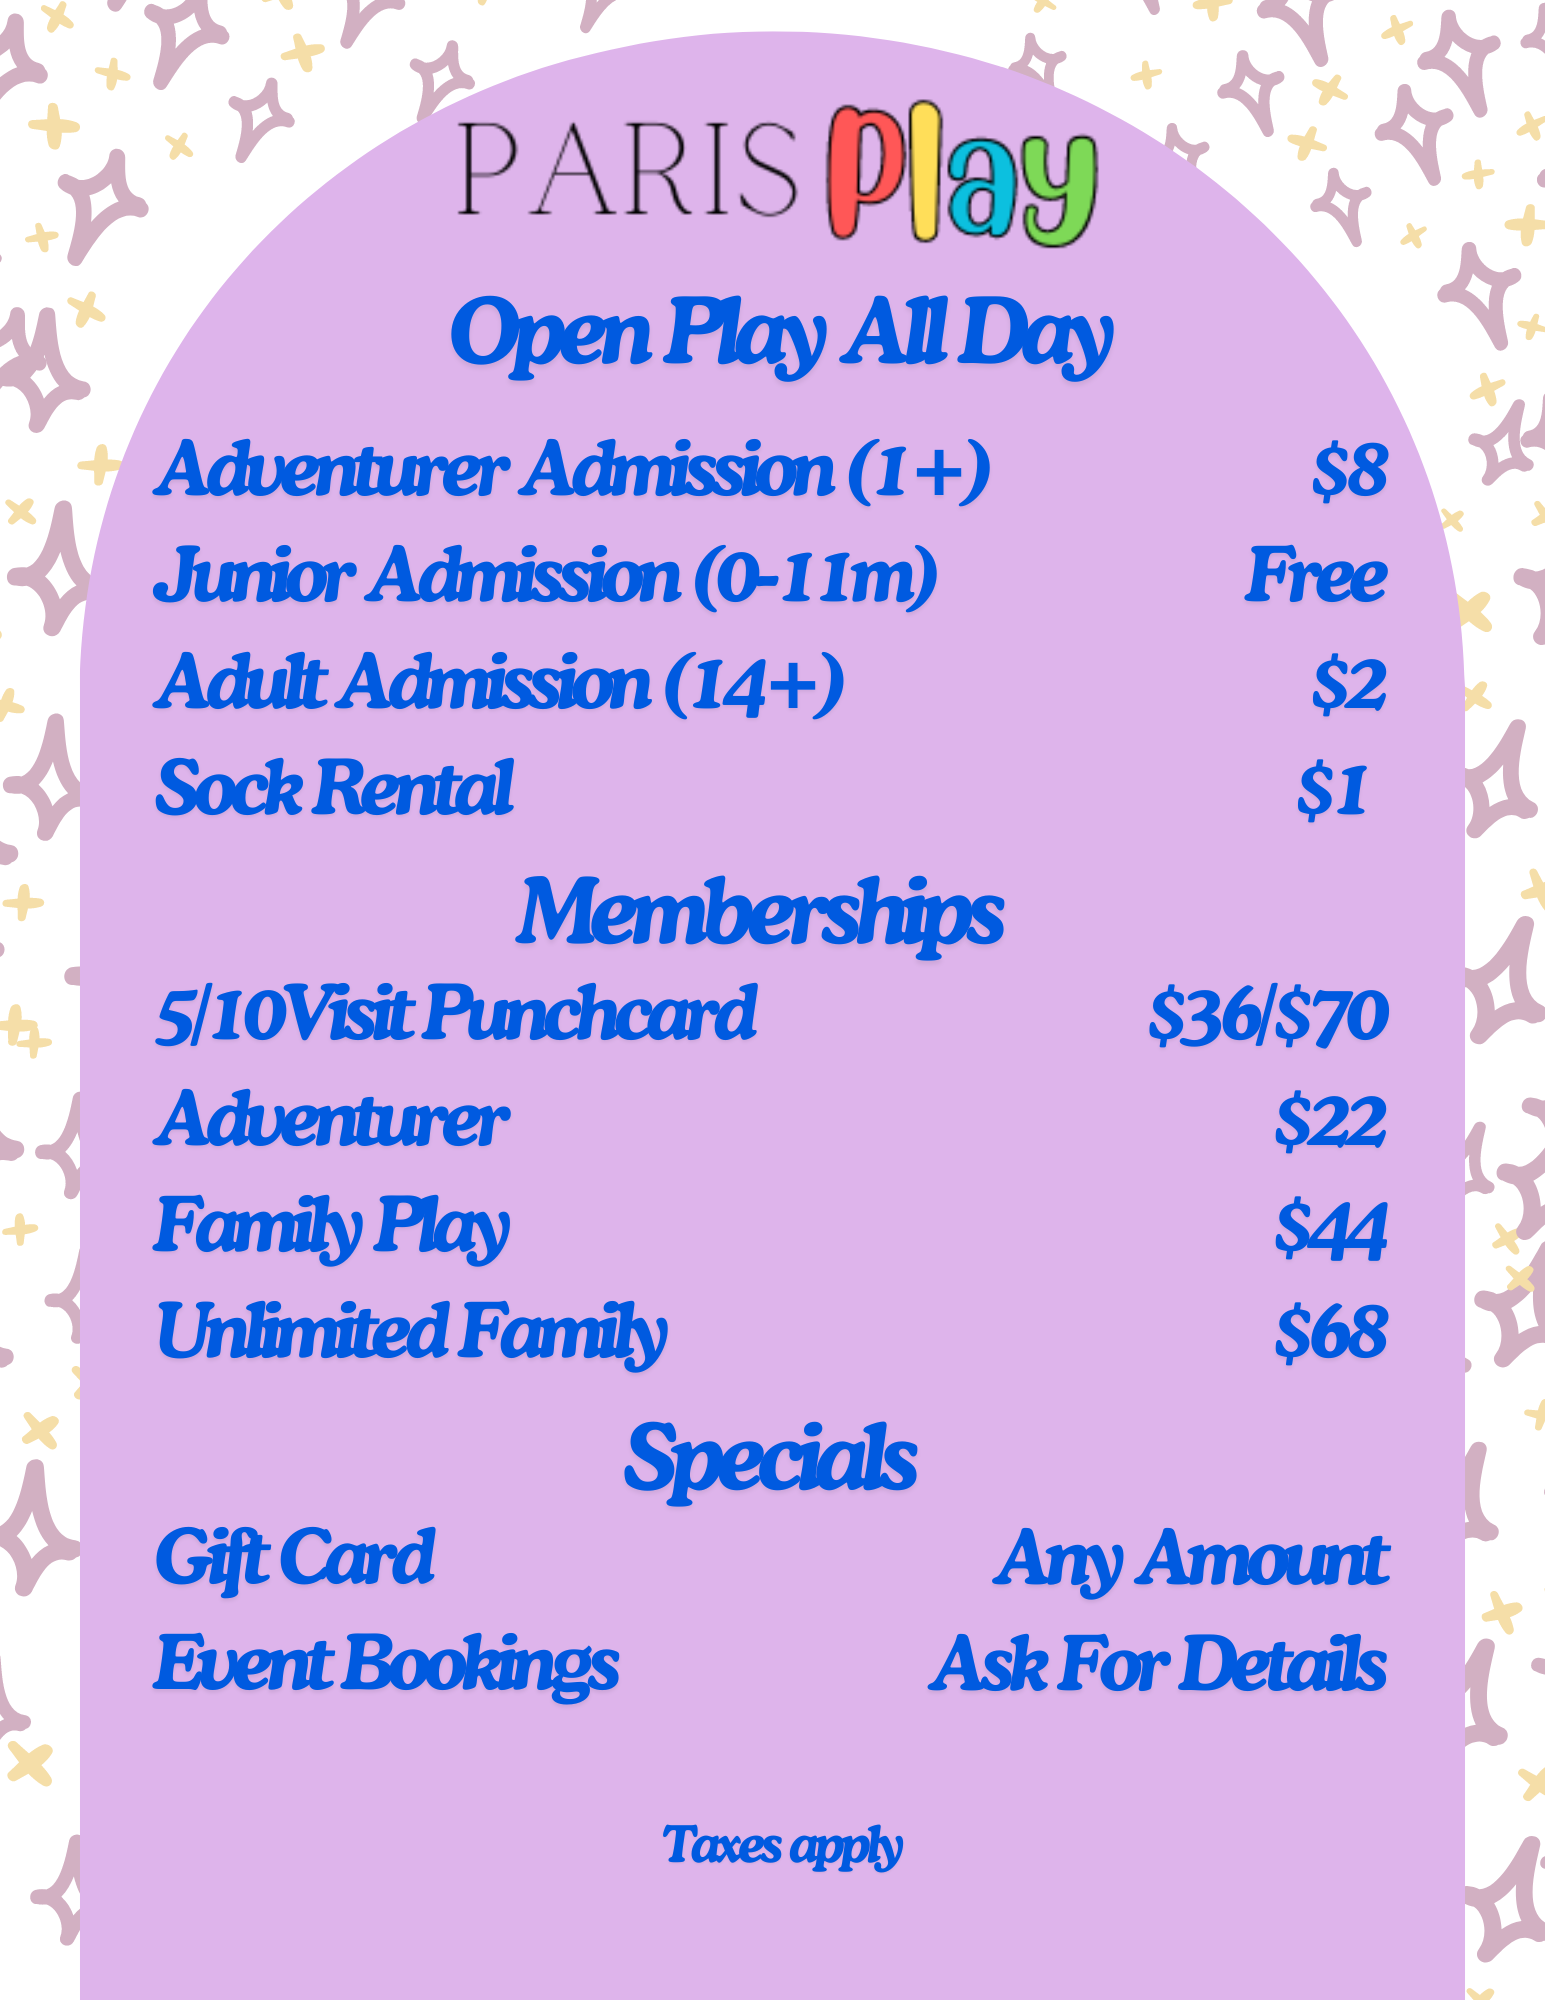 PARIS play
Open Play All Day
Adventurer Admission (1+) $8
Junior Admission (0-11m) Free
Adult Admission (14+) $2
Sock Rental $1
Memberships
5/10Visit Punchcard $36/$70
Adventurer $22
Family Play $44
Unlimited Family $68
Specials
Gift Card Any Amount
Event Bookings Ask For Details
Taxes apply